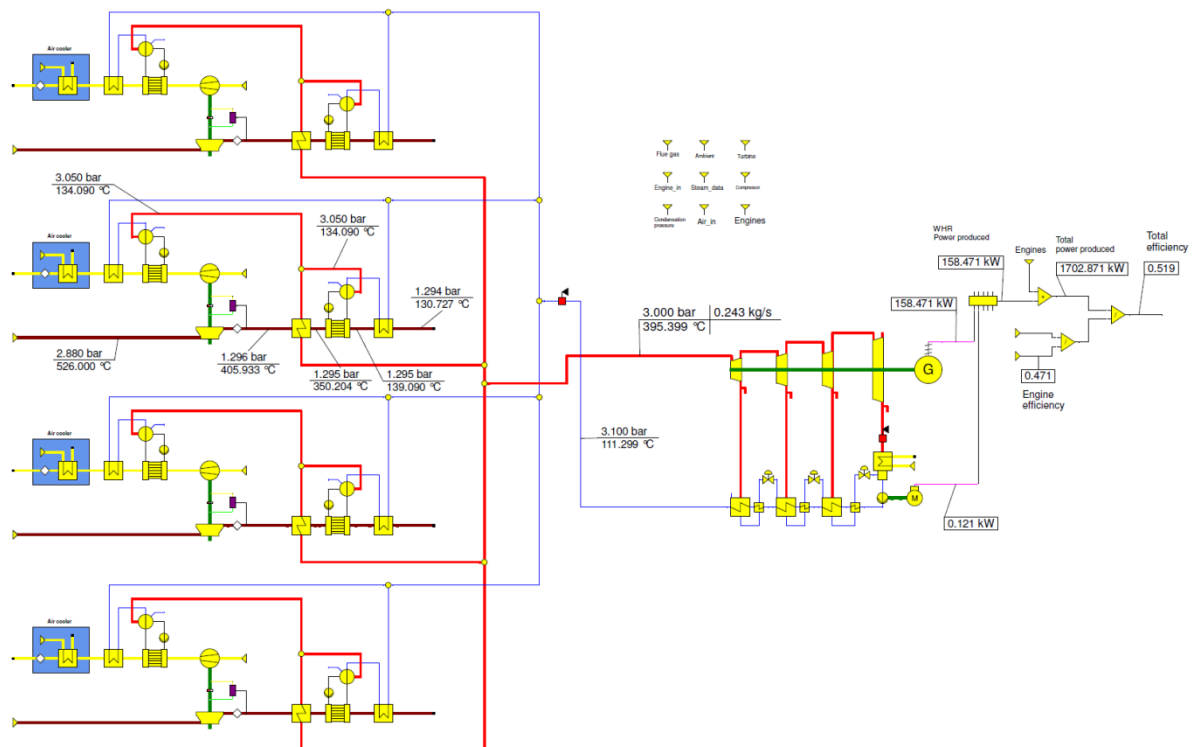 Air cooler
Air cooler
3.050 bar
134.090 °C
3.050 bar
134.090 °C
1.294 bar
130.727 °C
2.880 bar
526.000 °C
1.296 bar
405.933 °C
1.295 bar
350.204 °C
1.295 bar
139.090 °C
Air cooler
Air cooler
Flue gas
Ambient
Turbine
Engine_in
Steam_data
Compressor
Condensation
pressure
Air_in
Engines
3.000 bar
0.243 kg/s
395.399 °C
3.100 bar
111.299 °C
G
M
WHR
Power produced
158.471 kW
158.471 kW
0.121 kW
Engines
Total
power produced
1702.871 kW
Total
efficiency
0.519
0.471
Engine
efficiency